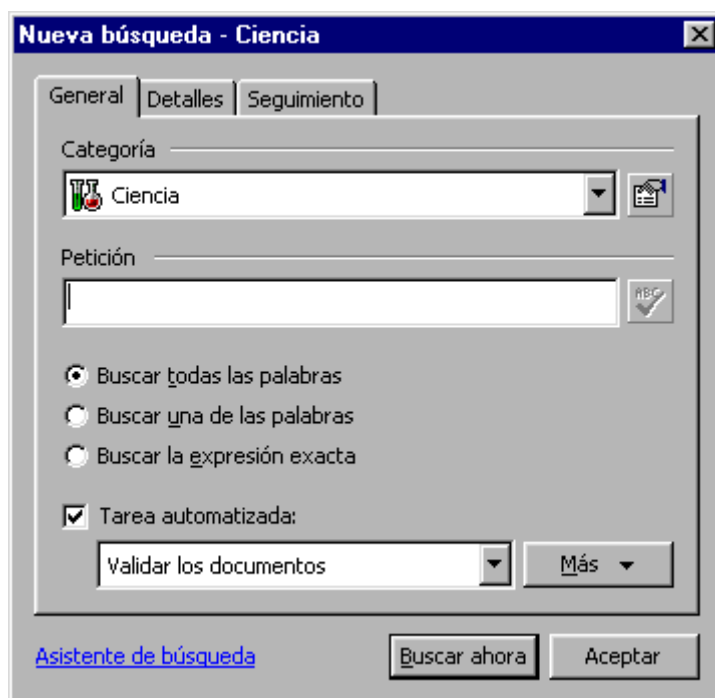 Nueva búsqueda - Ciencia
General Detalles Seguimiento
Categoría
Ciencia
Petición
ABC
Buscar todas las palabras
Buscar una de las palabras
Buscar la expresión exacta
Tarea automatizada:
Validar los documentos Más
Asistente de búsqueda Buscar ahora Aceptar